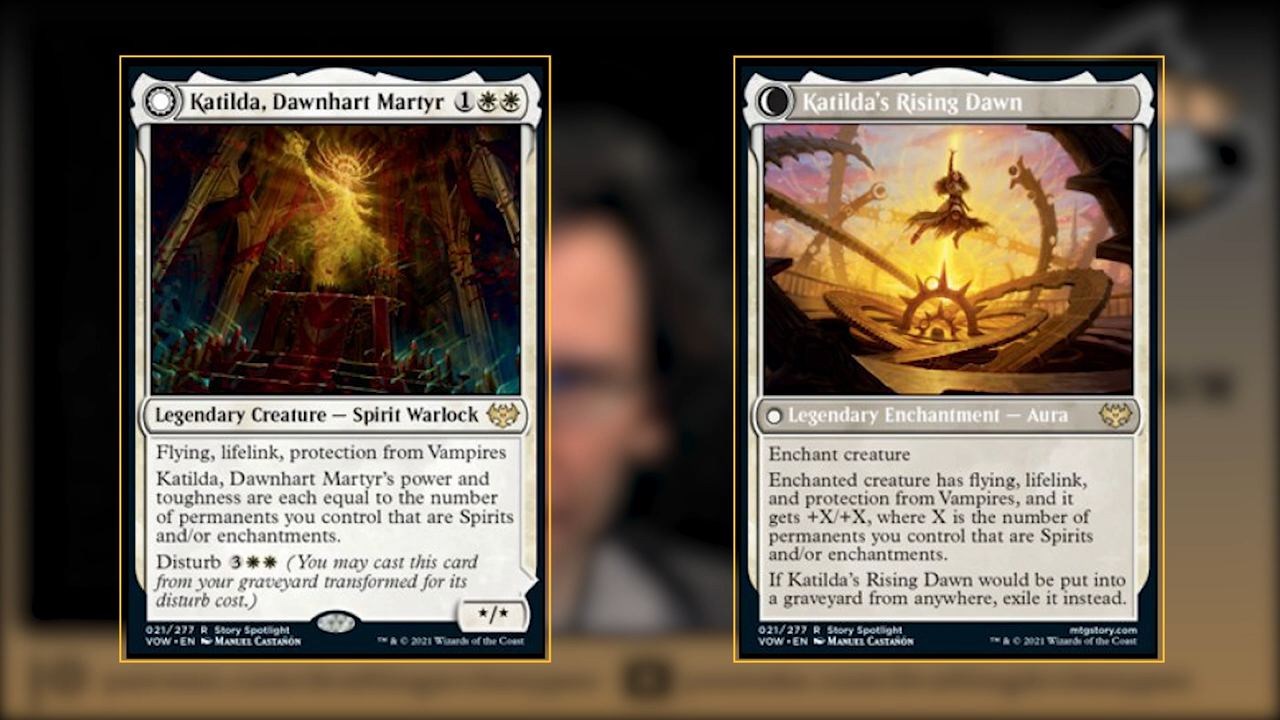 Katilda, Dawnhart Martyr 1
Legendary Creature — Spirit Warlock
Flying, lifelink, protection from Vampires
Katilda, Dawnhart Martyr's power and
toughness are each equal to the number
of permanents you control that are Spirits
and/or enchantments.
Disturb 3 (You may cast this card
from your graveyard transformed for its
disturb cost.)
*/*
021/277 R Story Spotlight
VOW • EN Manuel Castañón
™ & © 2021 Wizards of the Coast
Katilda's Rising Dawn
Legendary Enchantment — Aura
Enchant creature
Enchanted creature has flying, lifelink,
and protection from Vampires, and it
gets +X/+X, where X is the number of
permanents you control that are Spirits
and/or enchantments.
If Katilda's Rising Dawn would be put into
a graveyard from anywhere, exile it instead.
021/277 R Story Spotlight
mtgstory.com
VOW • EN Manuel Castañón
™ & © 2021 Wizards of the Coast